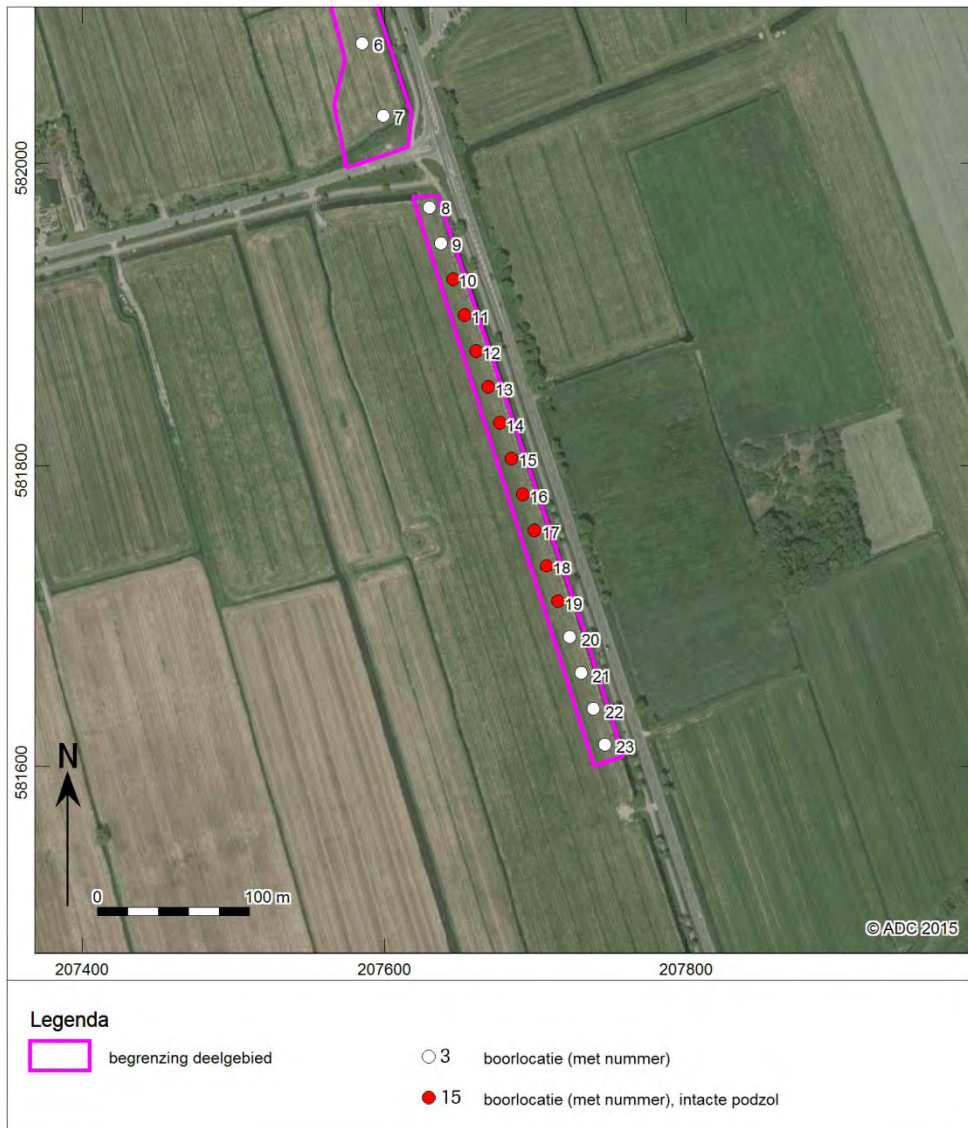 6
7
582000
8
9
10
11
12
13
14
581800
15
16
17
18
19
20
21
22
23
N
581600
0 100 m
© ADC 2015
207400 207600 207800
Legenda
begrenzing deelgebied
3 boorlocatie (met nummer)
15 boorlocatie (met nummer), intacte podzol